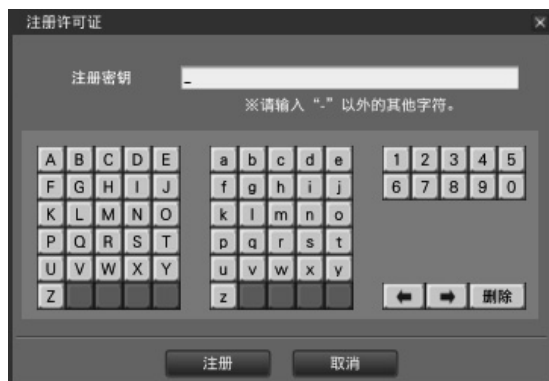 注册许可证 ×
注册密钥 _
※请输入“-”以外的其他字符。
A B C D E a b c d e 1 2 3 4 5
F G H I J f g h i j 6 7 8 9 0
K L M N O k l m n o
P Q R S T p q r s t
U V W X Y u v w x y
Z z ← → 删除
注册 取消